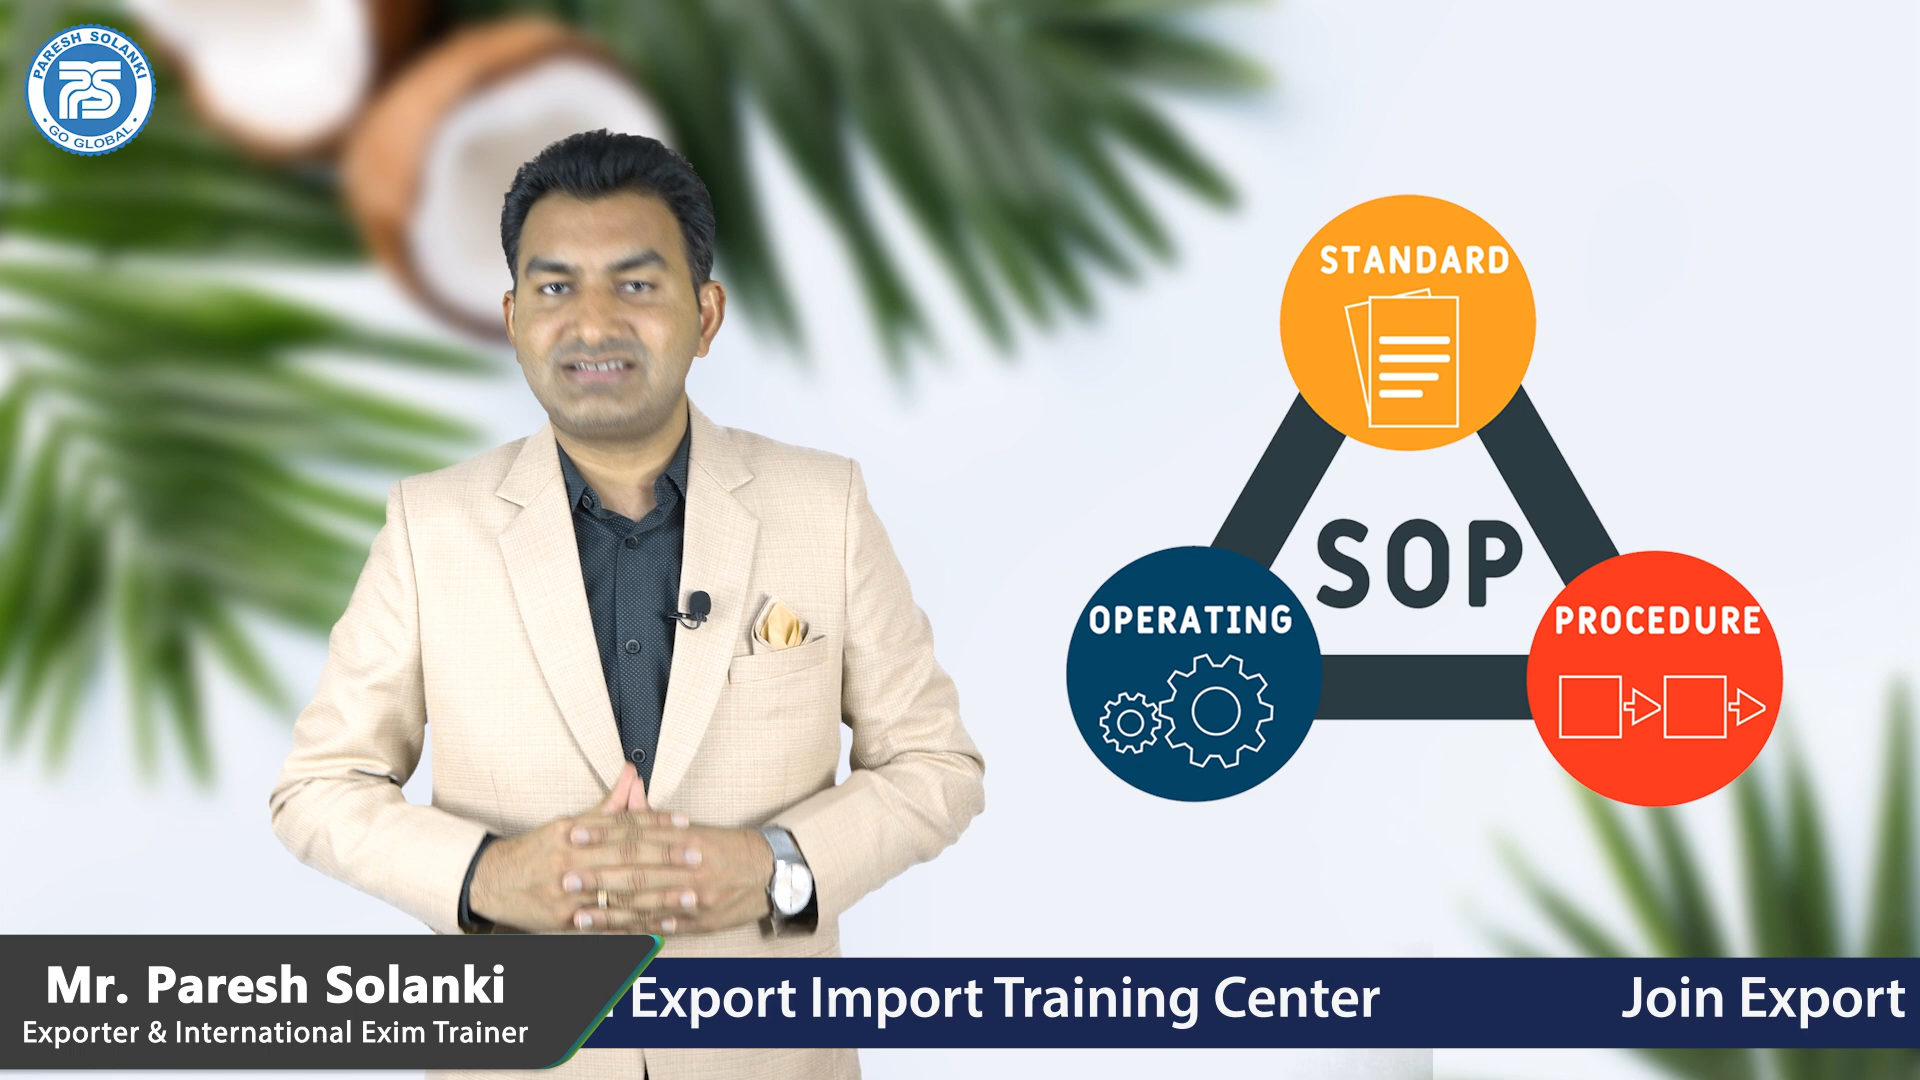 PARESH SOLANKI
PS
GO GLOBAL
STANDARD
SOP
OPERATING
PROCEDURE
Mr. Paresh Solanki
Exporter & International Exim Trainer
Export Import Training Center
Join Export